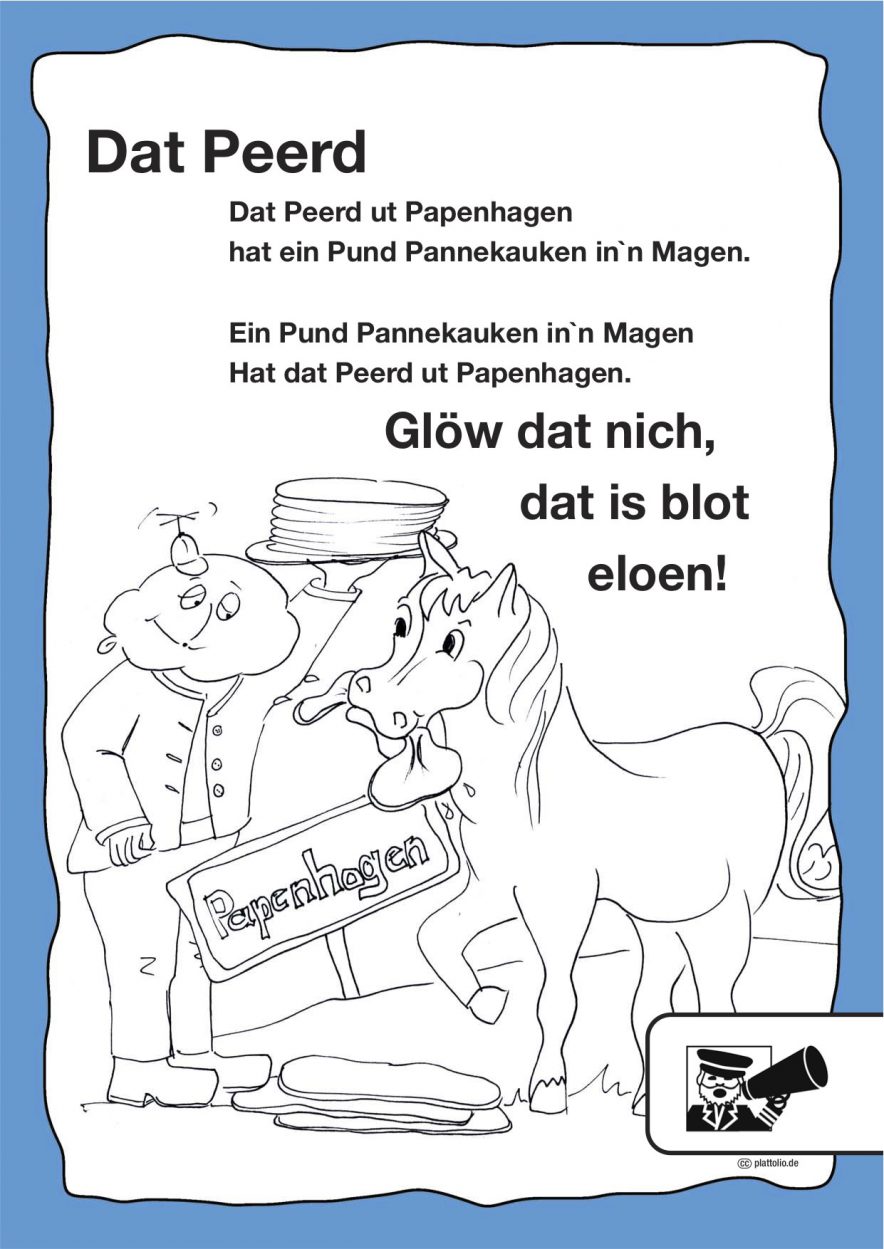 Dat Peerd
Dat Peerd ut Papenhagen
hat ein Pund Pannekauken in`n Magen.
Ein Pund Pannekauken in`n Magen
Hat dat Peerd ut Papenhagen.
Glöw dat nich,
dat is blot
eloen!
Papenhagen
cc plattolio.de